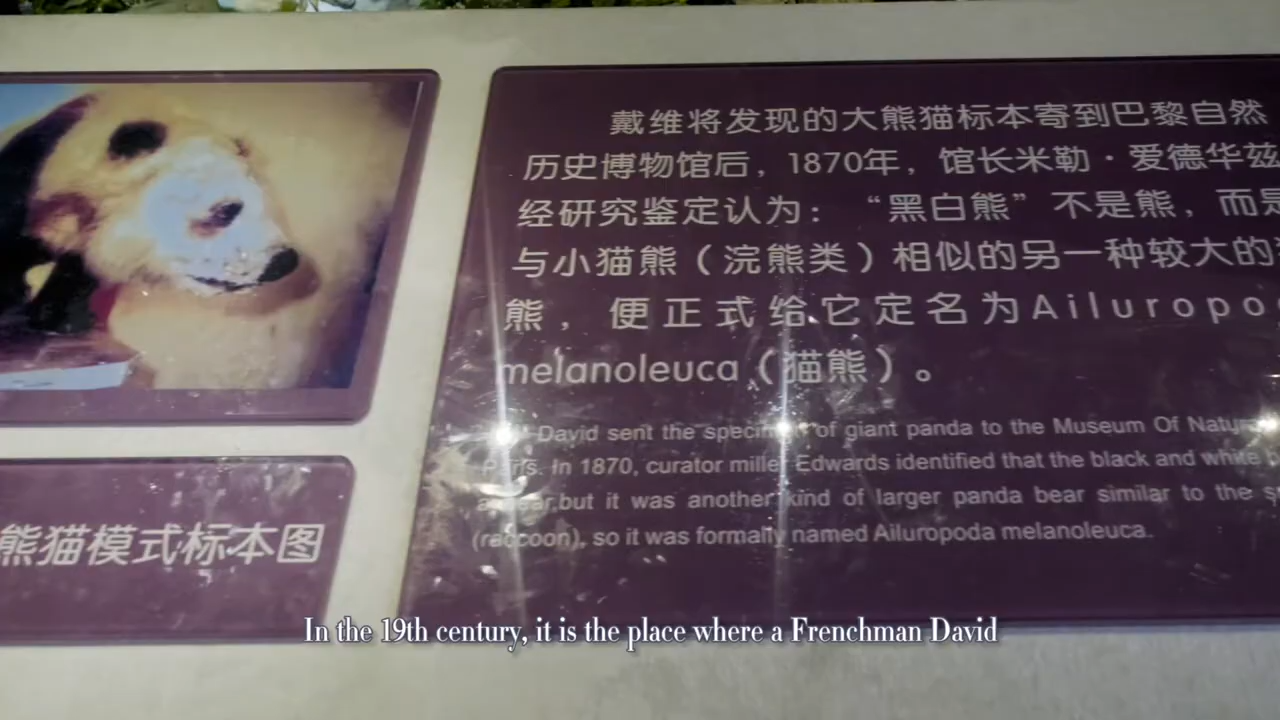 戴维将发现的大熊猫标本寄到巴黎自然
历史博物馆后，1870年，馆长米勒·爱德华兹
经研究鉴定认为：“黑白熊”不是熊，而是
与小猫熊（浣熊类）相似的另一种较大的
熊，便正式给它定名为Ailuropo
melanoleuca（猫熊）。
David sent the specimen of giant panda to the Museum Of Natural
Paris. In 1870, curator mille Edwards identified that the black and white
but it was another kind of larger panda bear similar to the
(raccoon), so it was formally named Ailuropoda melanoleuca.
熊猫模式标本图
In the 19th century, it is the place where a Frenchman David